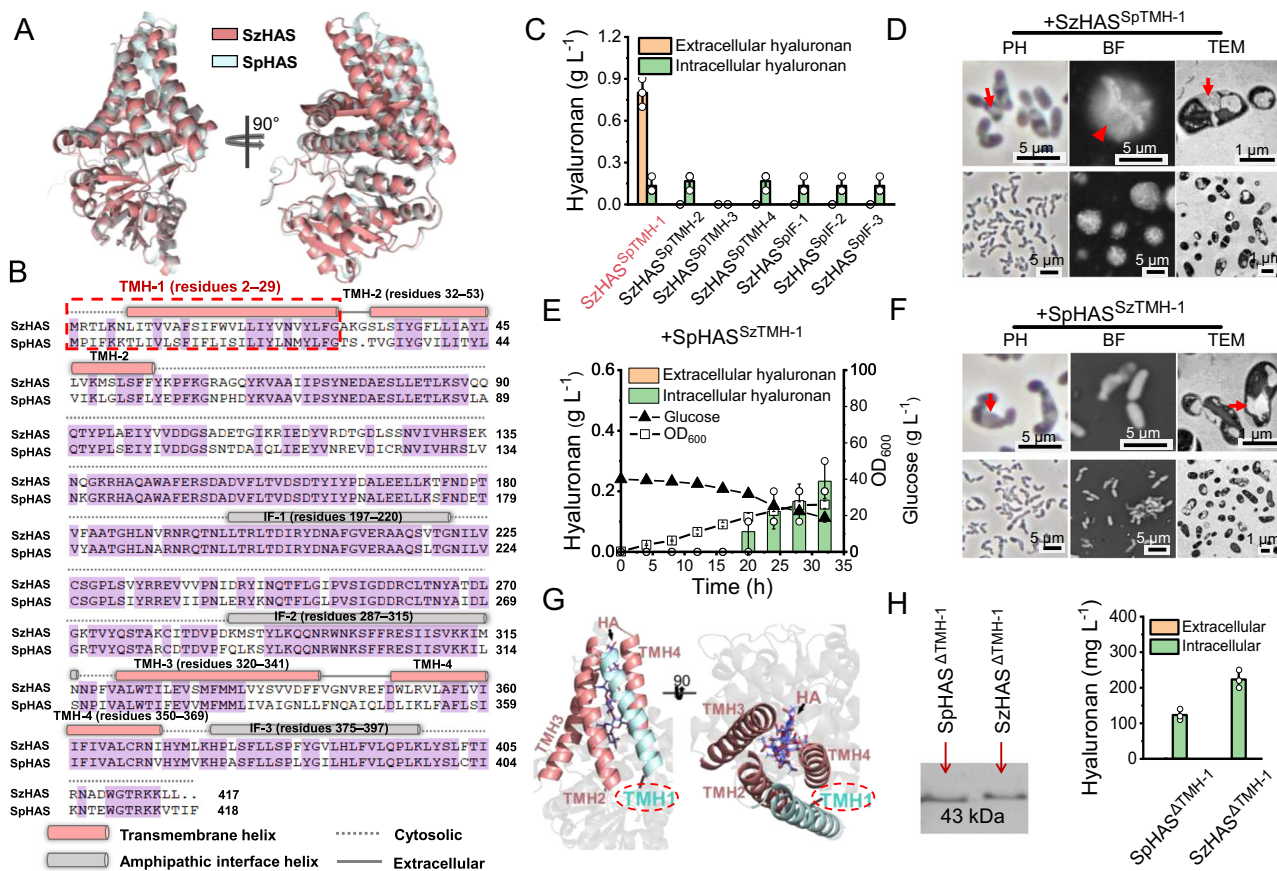 A
SzHAS
SpHAS
90°
B
TMH-1 (residues 2–29)
TMH-2 (residues 32–53)
SzHAS MRTLKNLITVVAFSIFWVLLIYVNVYLFGAKGSLSIYGFLLIAYL 45
SpHAS MPIFKKTLIVLSFIFLISILIYLNMYLFGTS.TVGIYGVILITYL 44
TMH-2
SzHAS LVKMSLSFFYKPFKGRAGQYKVAAIIPSYNEDAESLLETLKSVQQ 90
SpHAS VIKLGLSFLYEPFKGNPHDYKVAAVIPSYNEDAESLLETLKSVLA 89
SzHAS QTYPLAEIYVVDDGSADETGIKRIEDYVRDTGDLSSNVIVHRSEK 135
SpHAS QTYPLSEIYIVDDGSSNTDAIQLIEEYVNREVDICRNVIVHRSLV 134
SzHAS NQGKRHAQAWAFERSDADVFLTVDSDTYIYPDALEELLKTFNDPT 180
SpHAS NKGKRHAQAWAFERSDADVFLTVDSDTYIYPNALEELLKSFNDET 179
IF-1 (residues 197–220)
SzHAS VFAATGHLNVRNRQTNLLTRLTDIRYDNAFGVERAAQSVTGNILV 225
SpHAS VYAATGHLNARNRQTNLLTRLTDIRYDNAFGVERAAQSLTGNILV 224
SzHAS CSGPLSVYRREVVVPNIDRYINQTFLGIPVSIGDDRCLTNYATDL 270
SpHAS CSGPLSIYRREVIIPNLERYKNQTFLGLPVSIGDDRCLTNYAIDL 269
IF-2 (residues 287–315)
SzHAS GKTVYQSTAKCITDVPDKMSTYLKQQNRWNKSFFRESIISVKKIM 315
SpHAS GRTVYQSTARCDTDVPFQLKSYLKQQNRWNKSFFRESIISVKKIL 314
TMH-3 (residues 320–341)
TMH-4
SzHAS NNPFVALWTILEVSMFMMLVYSVVDFFVGNVREFDWLRVLAFLVI 360
SpHAS SNPIVALWTIFEVVMFMMLIVAIGNLLFNQAIQLDLIKLFAFLSI 359
TMH-4 (residues 350–369)
IF-3 (residues 375–397)
SzHAS IFIVALCRNIHYMLKHPLSFLLSPFYGVLHLFVLQPLKLYSLFTI 405
SpHAS IFIVALCRNVHYMIKHPASFLLSPLYGILHLFVLQPLKLYSLCTI 404
SzHAS RNADWGTRKKLL.. 417
SpHAS KNTEWGTRKKVTIF 418
Transmembrane helix
Cytosolic
Amphipathic interface helix
Extracellular
C
Hyaluronan (g L⁻¹)
1.2
0.9
0.6
0.3
0.0
Extracellular hyaluronan
Intracellular hyaluronan
SzHAS^SpTMH-1
SzHAS^SpTMH-2
SzHAS^SpTMH-3
SzHAS^SpTMH-4
SzHAS^SpIF-1
SzHAS^SpIF-2
SzHAS^SpIF-3
D
+SzHAS^SpTMH-1
PH BF TEM
5 μm 5 μm 1 μm
5 μm 5 μm 1 μm
E
+SpHAS^SzTMH-1
Hyaluronan (g L⁻¹)
0.6
0.4
0.2
0.0
Extracellular hyaluronan
Intracellular hyaluronan
Glucose
OD₆₀₀
100
80
60
40
20
0
OD₆₀₀
Glucose (g L⁻¹)
0 5 10 15 20 25 30 35
Time (h)
F
+SpHAS^SzTMH-1
PH BF TEM
5 μm 5 μm 1 μm
5 μm 5 μm 1 μm
G
HA
TMH4
TMH3
TMH2
TMH1
90
HA
TMH3
TMH4
TMH2
TMH1
H
SpHAS^ΔTMH-1
SzHAS^ΔTMH-1
43 kDa
Hyaluronan (mg L⁻¹)
400
300
200
100
0
Extracellular
Intracellular
SpHAS^ΔTMH-1
SzHAS^ΔTMH-1